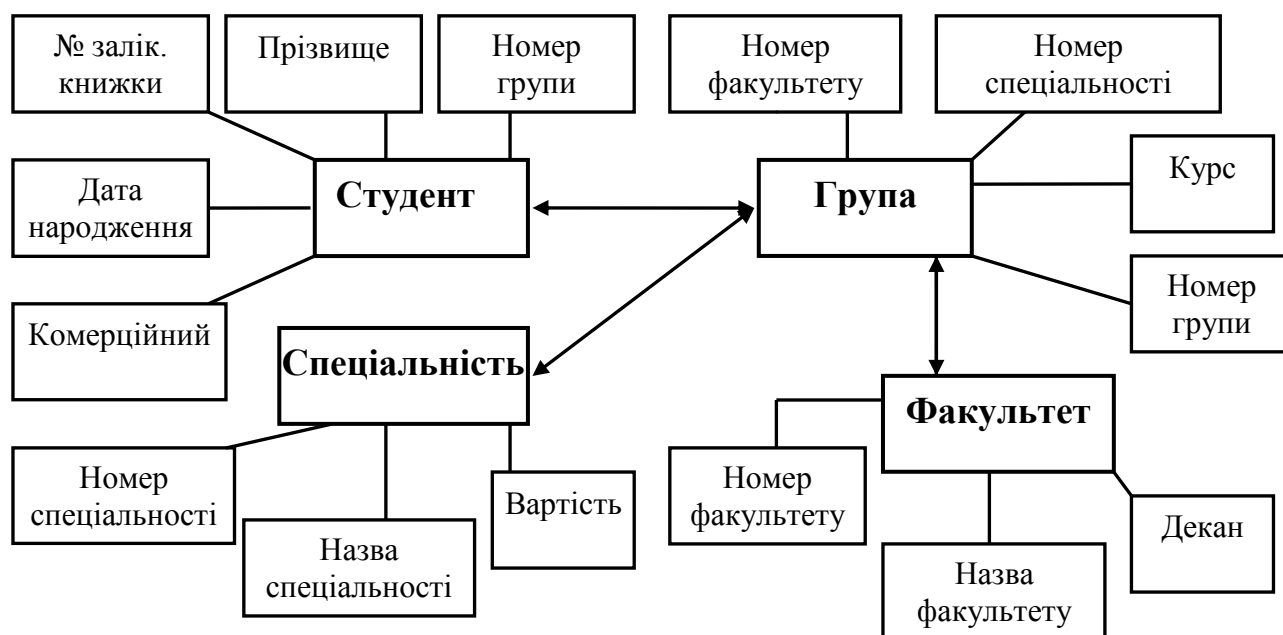 № залік.
книжки
Прізвище
Номер
групи
Номер
факультету
Номер
спеціальності
Дата
народження
Студент
Група
Курс
Комерційний
Номер
групи
Спеціальність
Факультет
Номер
спеціальності
Назва
спеціальності
Вартість
Номер
факультету
Назва
факультету
Декан